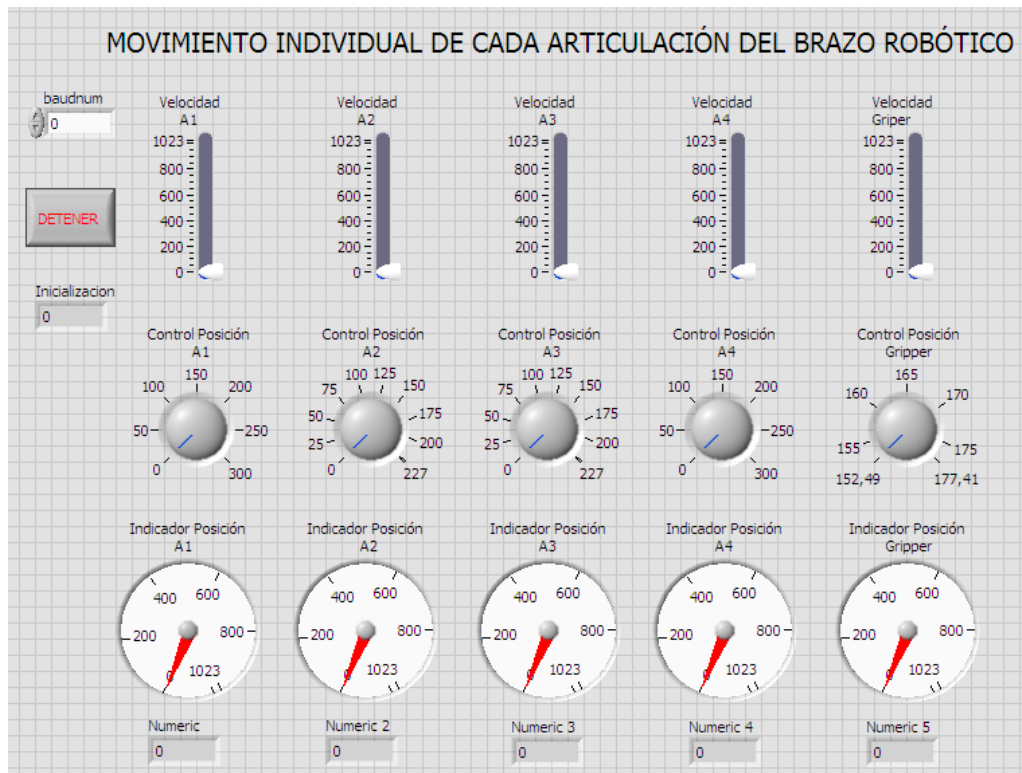 MOVIMIENTO INDIVIDUAL DE CADA ARTICULACIÓN DEL BRAZO ROBÓTICO
baudnum
0
DETENER
Inicializacion
0
Velocidad
A1
1023
800
600
400
200
0
Velocidad
A2
1023
800
600
400
200
0
Velocidad
A3
1023
800
600
400
200
0
Velocidad
A4
1023
800
600
400
200
0
Velocidad
Griper
1023
800
600
400
200
0
Control Posición
A1
0
50
100
150
200
250
300
Control Posición
A2
0
25
50
75
100
125
150
175
200
227
Control Posición
A3
0
25
50
75
100
125
150
175
200
227
Control Posición
A4
0
50
100
150
200
250
300
Control Posición
Gripper
152,49
155
160
165
170
175
177,41
Indicador Posición
A1
0
200
400
600
800
1023
Indicador Posición
A2
0
200
400
600
800
1023
Indicador Posición
A3
0
200
400
600
800
1023
Indicador Posición
A4
0
200
400
600
800
1023
Indicador Posición
Gripper
0
200
400
600
800
1023
Numeric
0
Numeric 2
0
Numeric 3
0
Numeric 4
0
Numeric 5
0